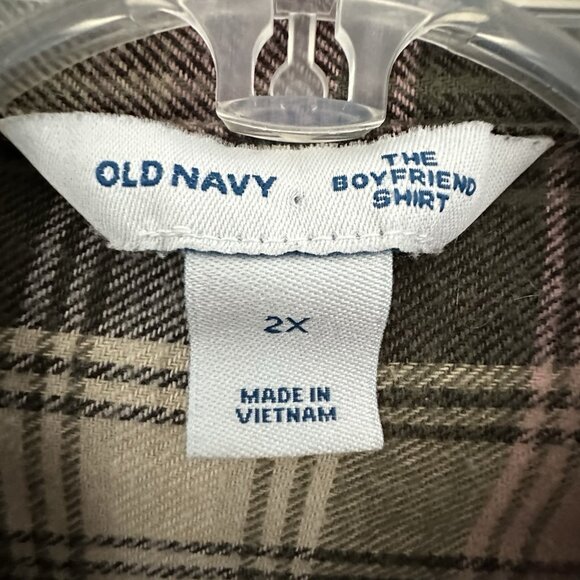 OLD NAVY
THE
BOYFRIEND
SHIRT
2X
MADE IN
VIETNAM